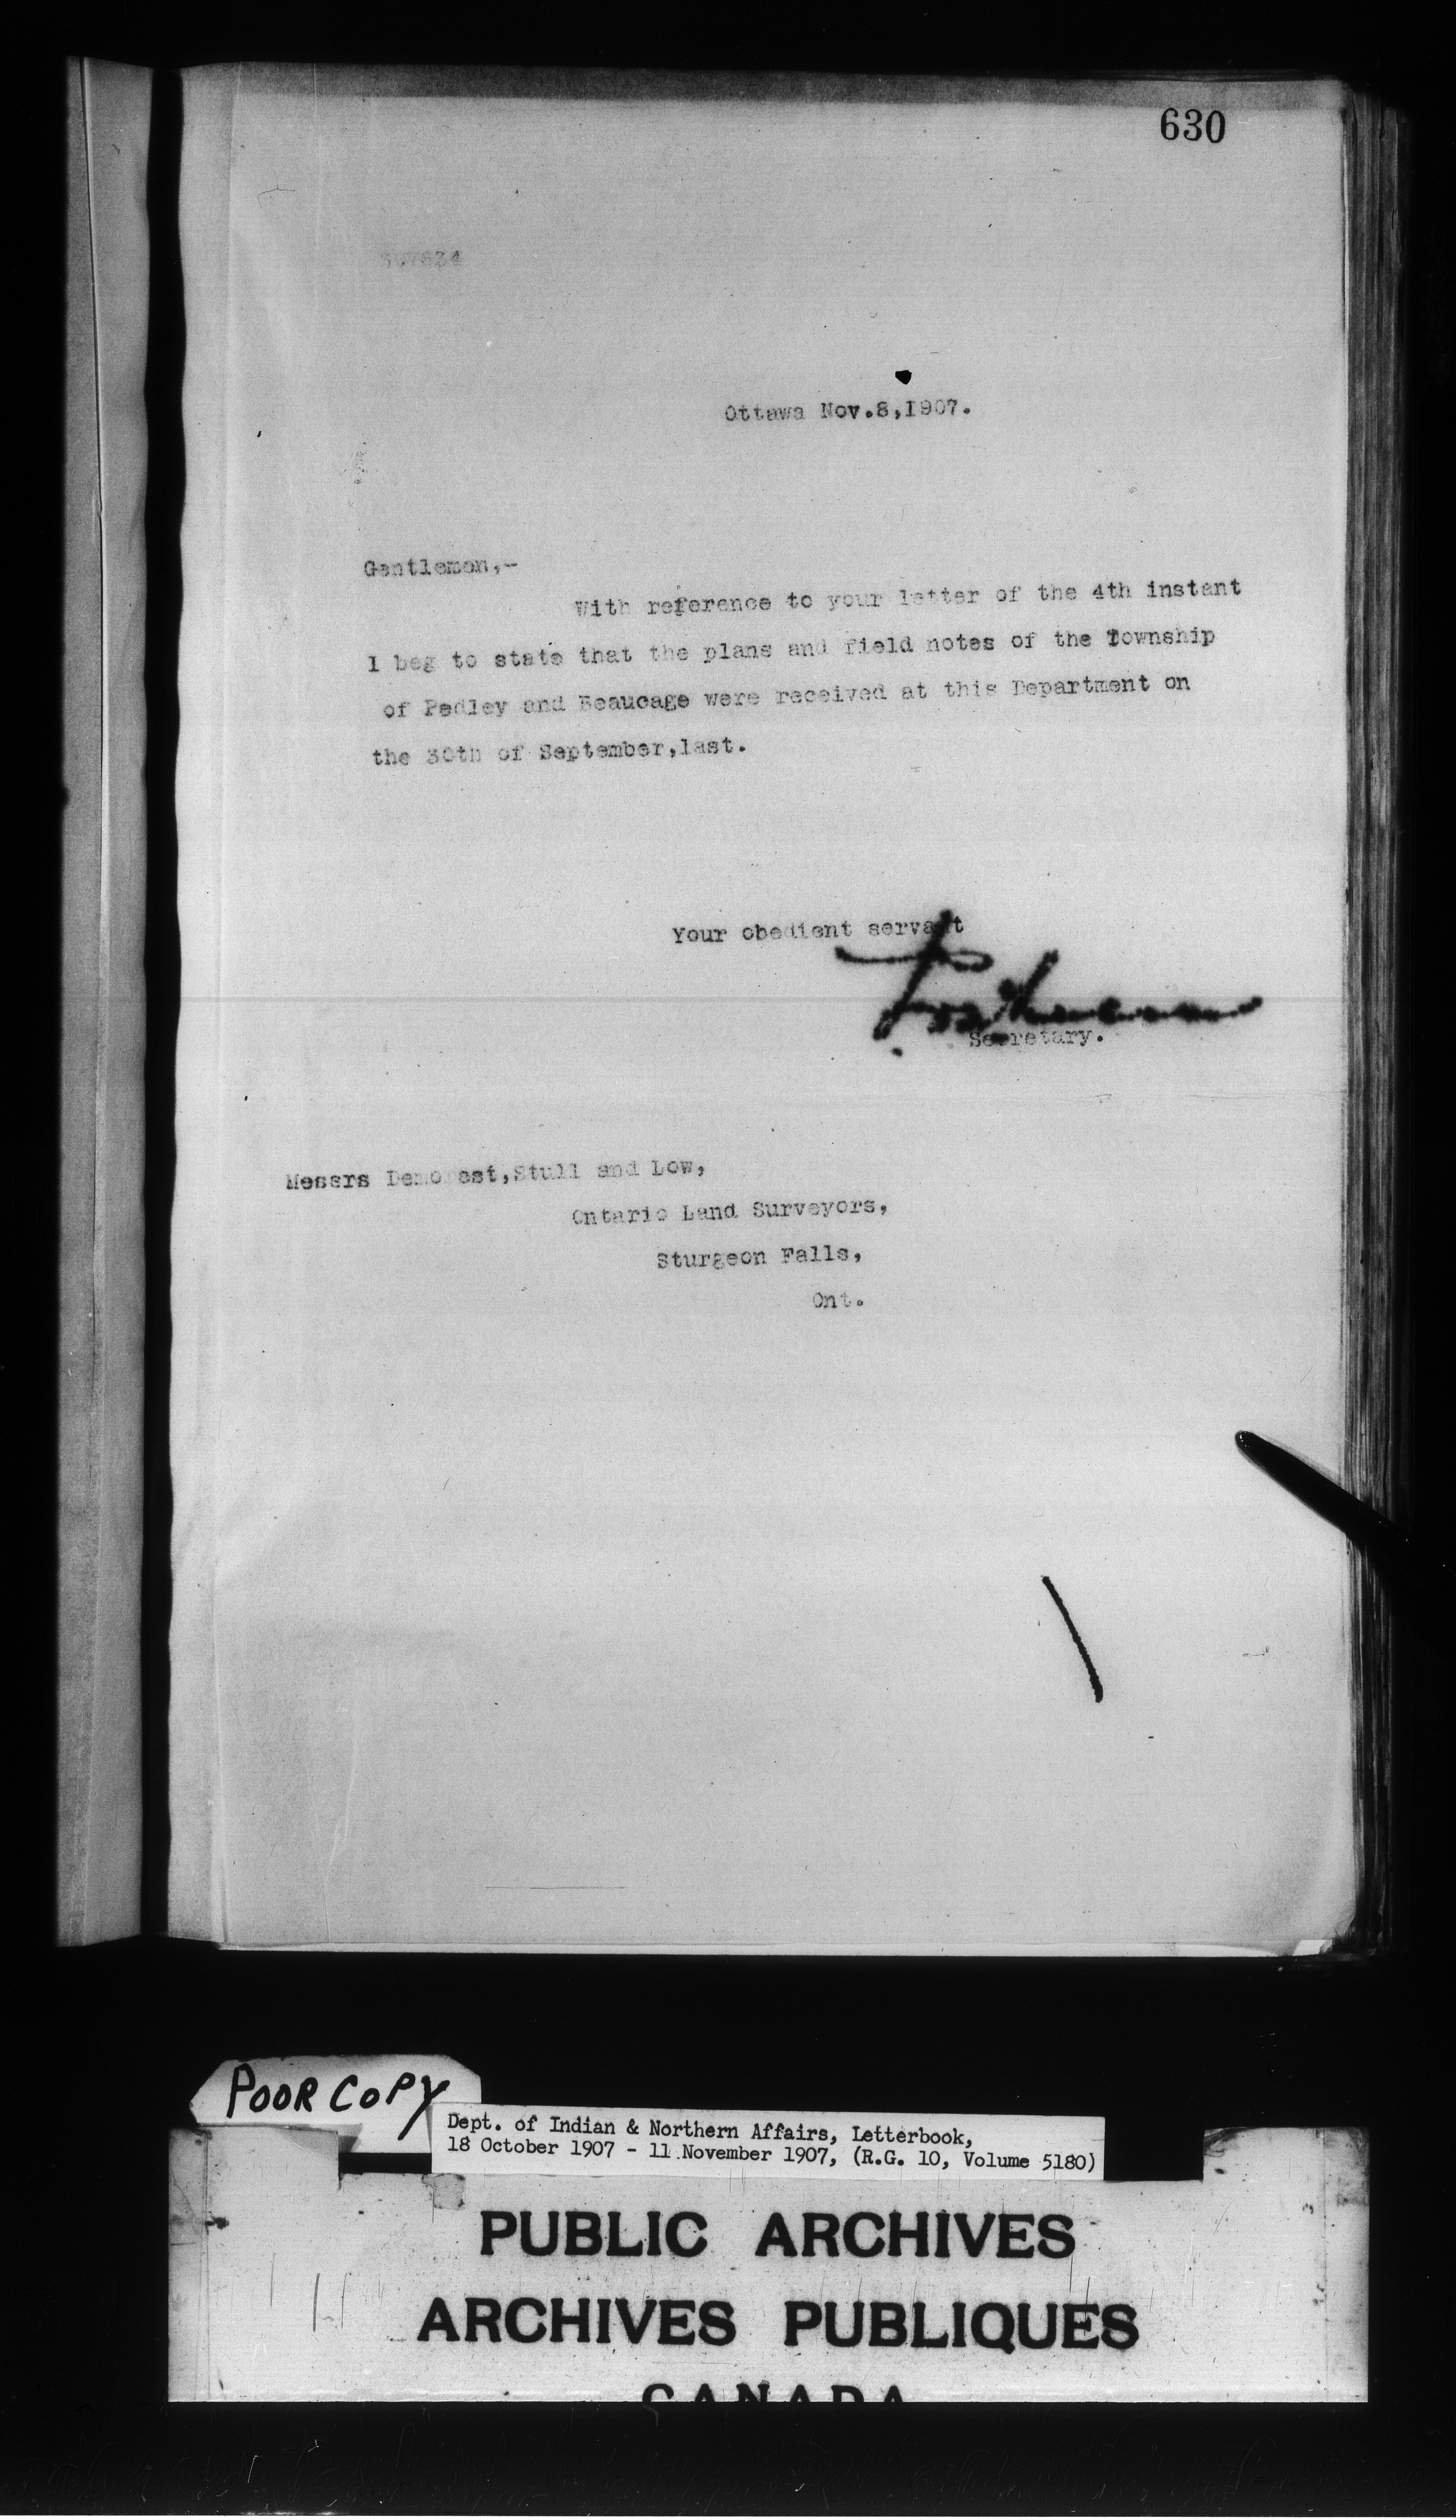 630
307634
Ottawa Nov.8,1907.
Gentlemen,-
With reference to your letter of the 4th instant
I beg to state that the plans and field notes of the Township
of Pedley and Beaucage were received at this Department on
the 30th of September,last.
Your obedient servant
Secretary.
Messrs Demorest,Stull and Low,
Ontario Land Surveyors,
Sturgeon Falls,
Ont.
POOR COPY
Dept. of Indian & Northern Affairs, Letterbook,
18 October 1907 - 11 November 1907, (R.G. 10, Volume 5180)
PUBLIC ARCHIVES
ARCHIVES PUBLIQUES
CANADA